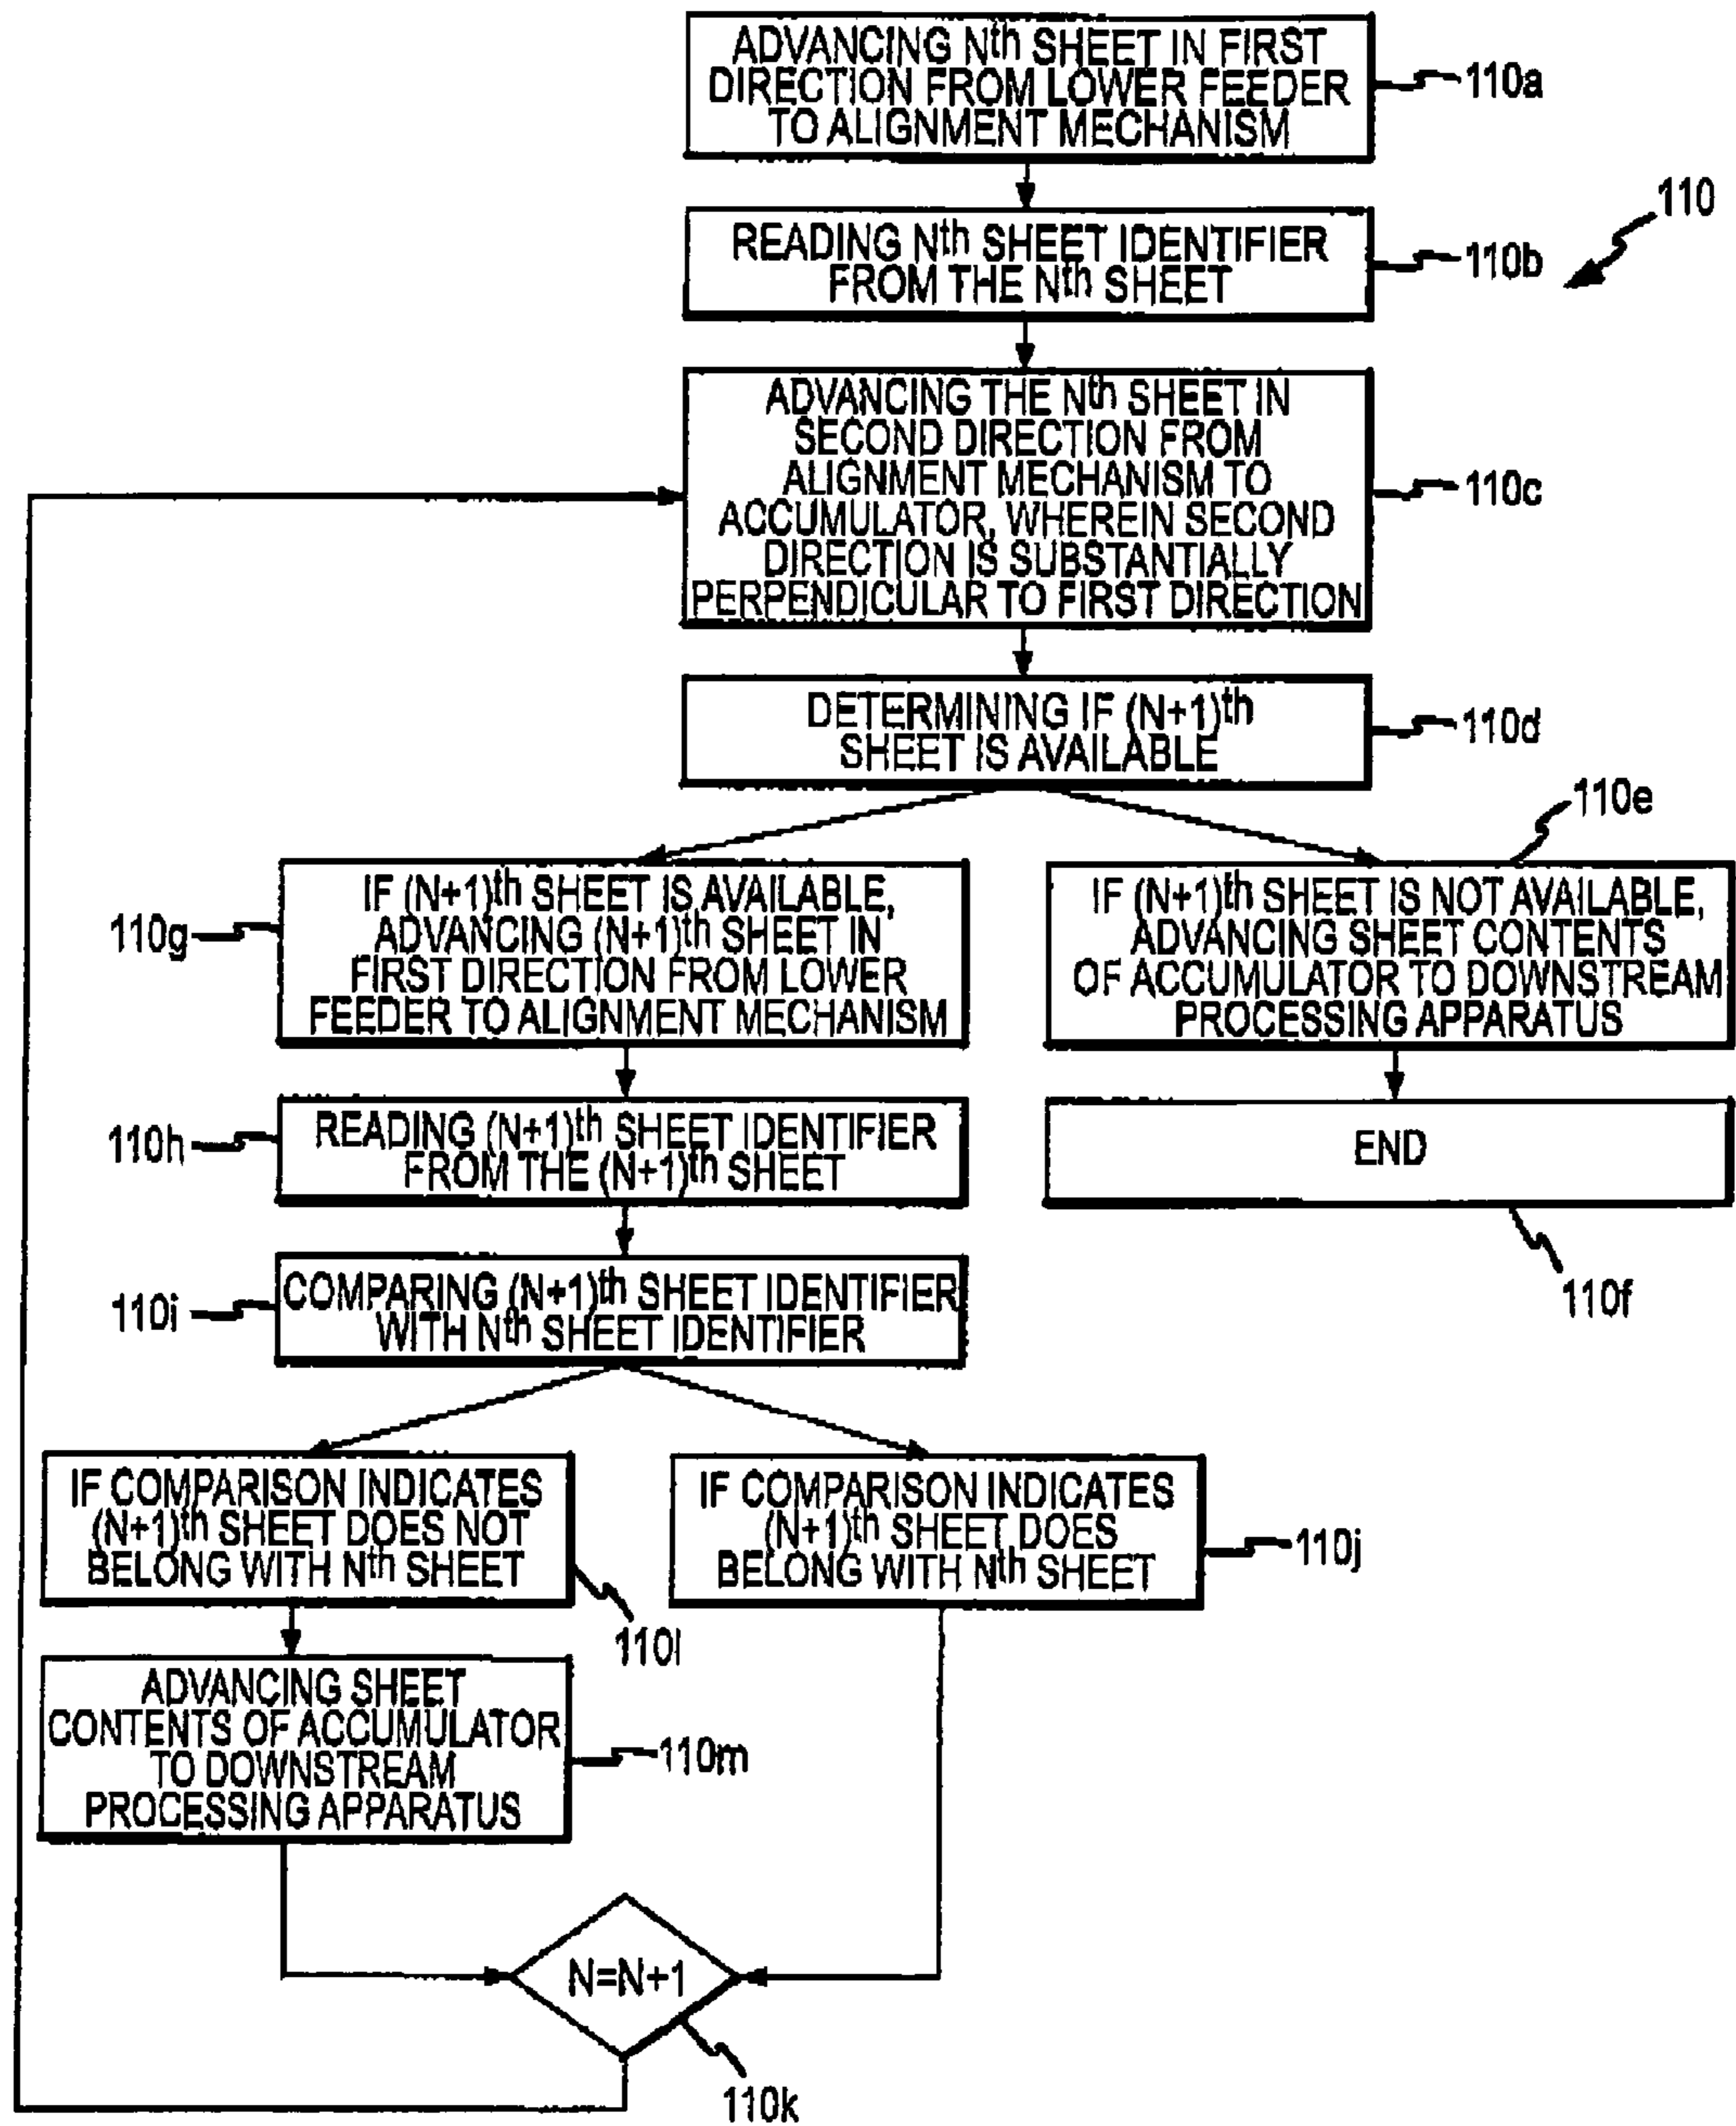 ADVANCING Nth SHEET IN FIRST
DIRECTION FROM LOWER FEEDER
TO ALIGNMENT MECHANISM
110a
110
READING Nth SHEET IDENTIFIER
FROM THE Nth SHEET
110b
ADVANCING THE Nth SHEET IN
SECOND DIRECTION FROM
ALIGNMENT MECHANISM TO
ACCUMULATOR, WHEREIN SECOND
DIRECTION IS SUBSTANTIALLY
PERPENDICULAR TO FIRST DIRECTION
110c
DETERMINING IF (N+1)th
SHEET IS AVAILABLE
110d
110e
IF (N+1)th SHEET IS AVAILABLE,
ADVANCING (N+1)th SHEET IN
FIRST DIRECTION FROM LOWER
FEEDER TO ALIGNMENT MECHANISM
110g
IF (N+1)th SHEET IS NOT AVAILABLE,
ADVANCING SHEET CONTENTS
OF ACCUMULATOR TO DOWNSTREAM
PROCESSING APPARATUS
110h
READING (N+1)th SHEET IDENTIFIER
FROM THE (N+1)th SHEET
END
110f
110i
COMPARING (N+1)th SHEET IDENTIFIER
WITH Nth SHEET IDENTIFIER
IF COMPARISON INDICATES
(N+1)th SHEET DOES NOT
BELONG WITH Nth SHEET
110l
IF COMPARISON INDICATES
(N+1)th SHEET DOES
BELONG WITH Nth SHEET
110j
ADVANCING SHEET
CONTENTS OF ACCUMULATOR
TO DOWNSTREAM
PROCESSING APPARATUS
110m
N=N+1
110k